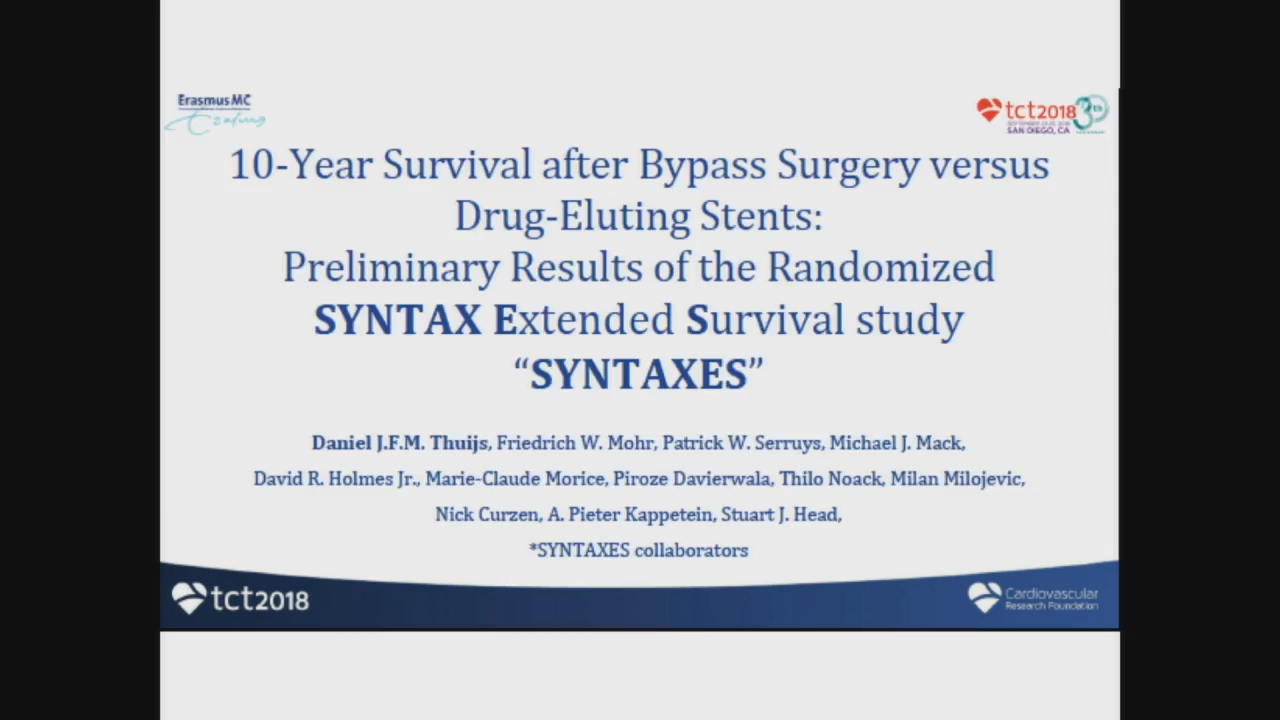 Erasmus MC
Erasmus
tct2018
SAN DIEGO, CA
10-Year Survival after Bypass Surgery versus
Drug-Eluting Stents:
Preliminary Results of the Randomized
SYNTAX Extended Survival study
“SYNTAXES”
Daniel J.F.M. Thuijs, Friedrich W. Mohr, Patrick W. Serruys, Michael J. Mack,
David R. Holmes Jr., Marie-Claude Morice, Piroze Davierwala, Thilo Noack, Milan Milojevic,
Nick Curzen, A. Pieter Kappetein, Stuart J. Head,
*SYNTAXES collaborators
tct2018
Cardiovascular
Research Foundation